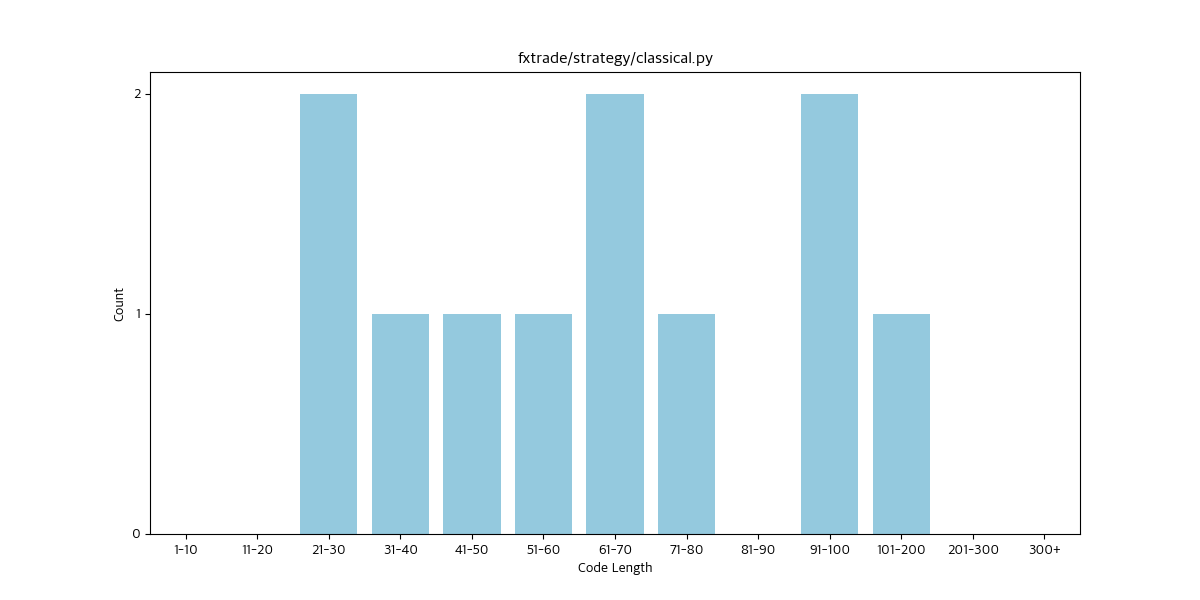 fxtrade/strategy/classical.py
Count
2
1
0
1-10 11-20 21-30 31-40 41-50 51-60 61-70 71-80 81-90 91-100 101-200 201-300 300+
Code Length